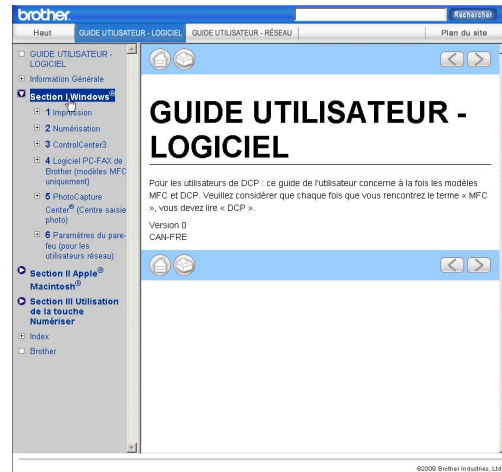 brother.
Rechercher
Haut
GUIDE UTILISATEUR - LOGICIEL
GUIDE UTILISATEUR - RÉSEAU
Plan du site
GUIDE UTILISATEUR -
LOGICIEL
Information Générale
Section I Windows®
1 Impression
2 Numérisation
3 ControlCenter3
4 Logiciel PC-FAX de
Brother (modèles MFC
uniquement)
5 PhotoCapture
Center® (Centre saisie
photo)
6 Paramètres du pare-
feu (pour les
utilisateurs réseau)
Section II Apple®
Macintosh®
Section III Utilisation
de la touche
Numériser
Index
Brother
GUIDE UTILISATEUR -
LOGICIEL
Pour les utilisateurs de DCP : ce guide de l'utilisateur concerne à la fois les modèles
MFC et DCP. Veuillez considérer que chaque fois que vous rencontrez le terme « MFC
», vous devez lire « DCP ».
Version 0
CAN-FRE
©2009 Brother Industries, Ltd.